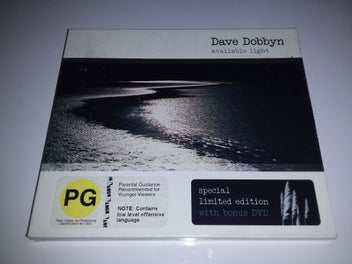 Dave Dobbyn
available light
PG
Parental Guidance
Recommended for
Younger Viewers
NOTE: Contains
low level offensive
language.
special
limited edition
with bonus DVD